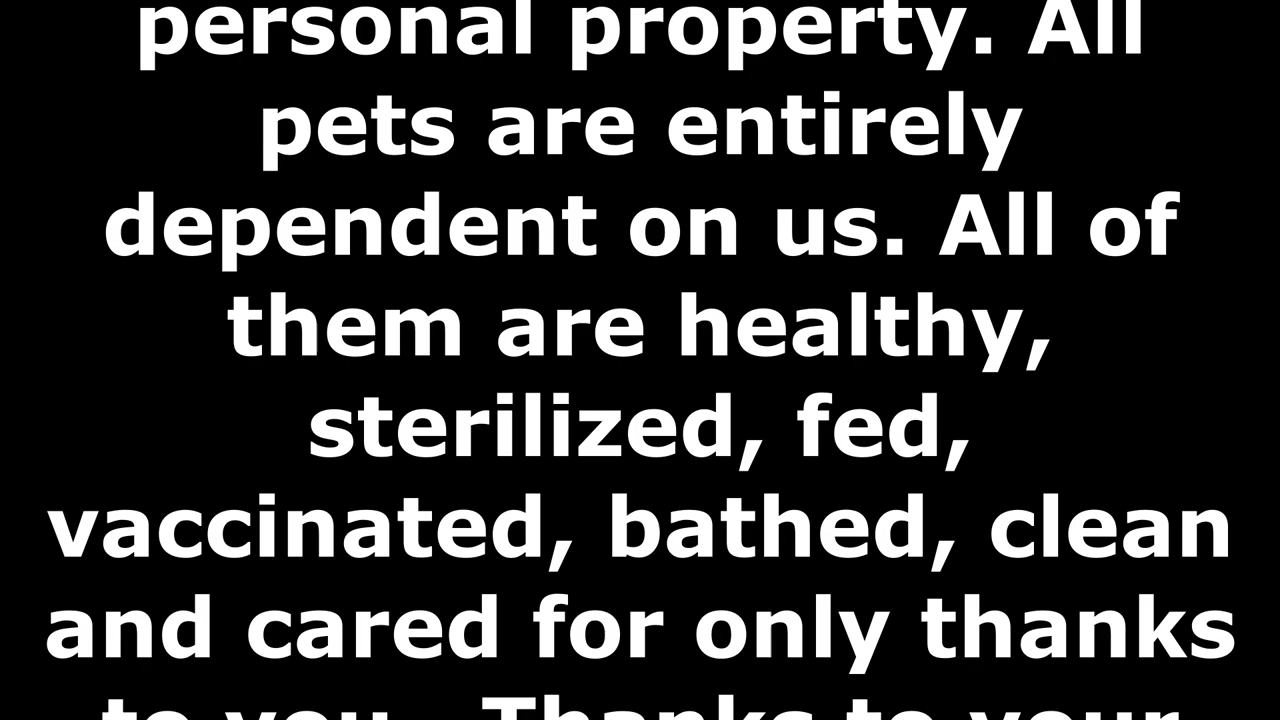 personal property. All
pets are entirely
dependent on us. All of
them are healthy,
sterilized, fed,
vaccinated, bathed, clean
and cared for only thanks
to you. Thanks to your